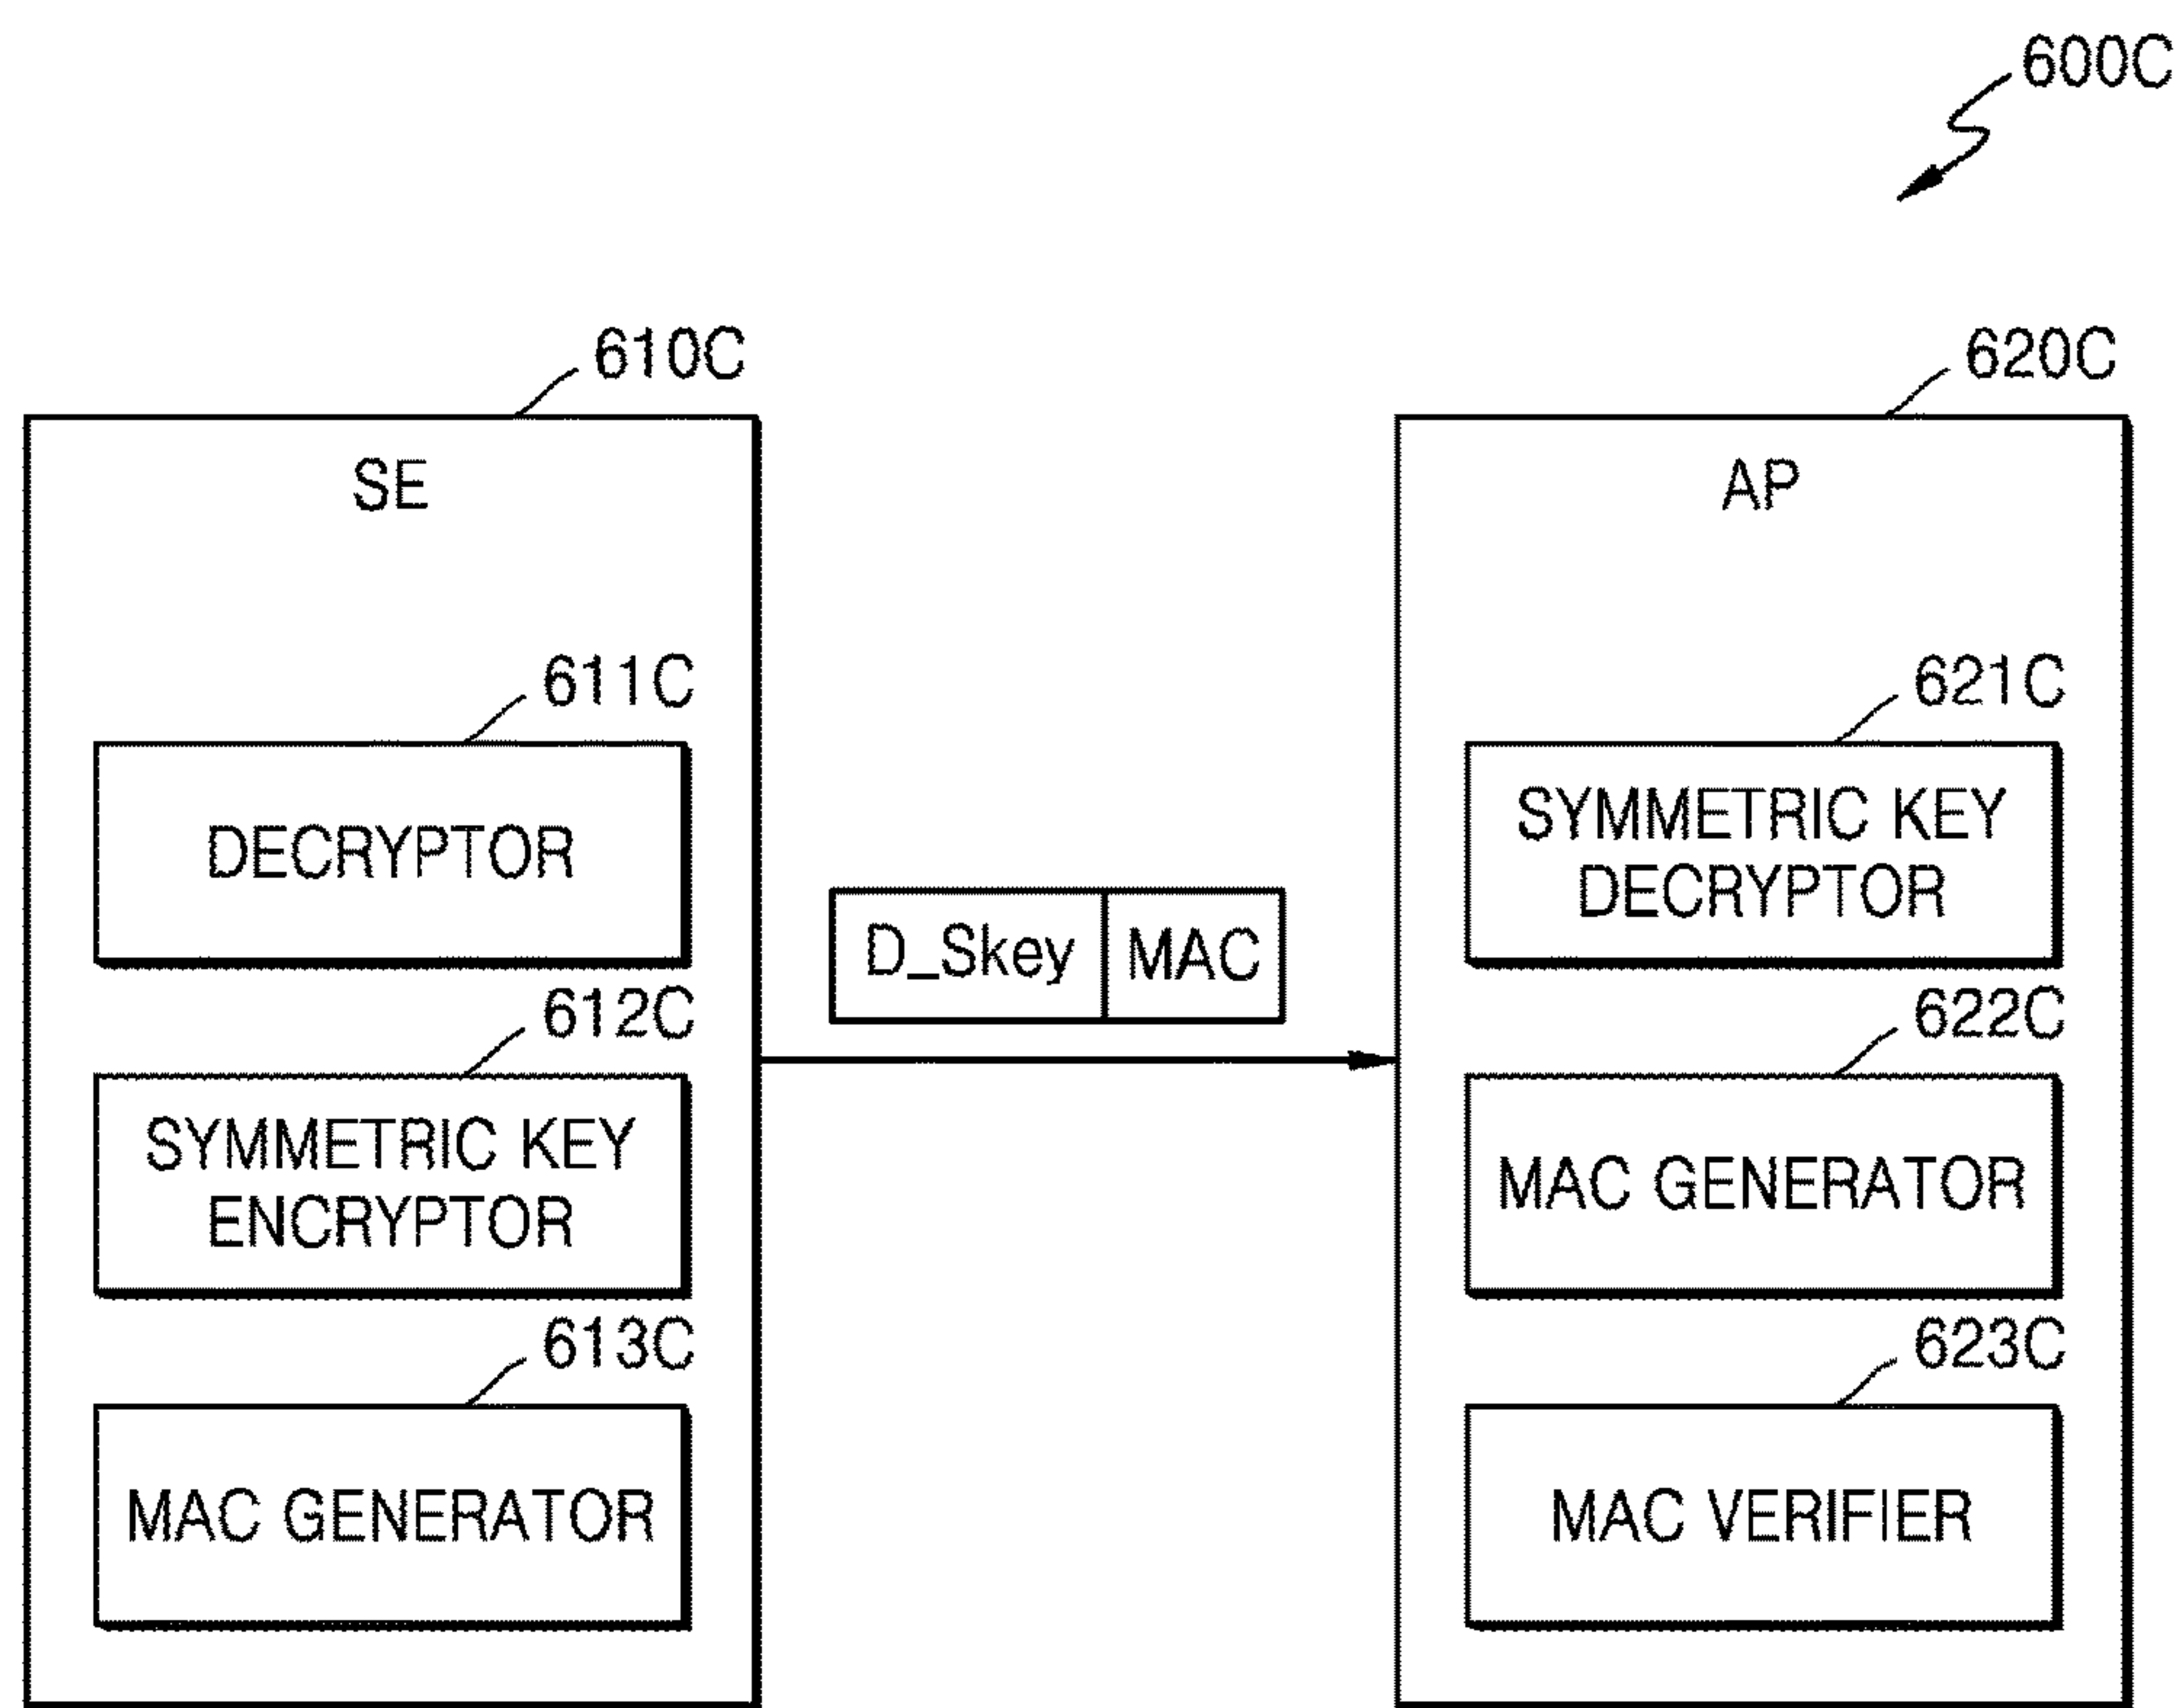 600C
610C
620C
SE
AP
611C
621C
DECRYPTOR
SYMMETRIC KEY
DECRYPTOR
D_Skey
MAC
612C
622C
SYMMETRIC KEY
ENCRYPTOR
MAC GENERATOR
613C
623C
MAC GENERATOR
MAC VERIFIER